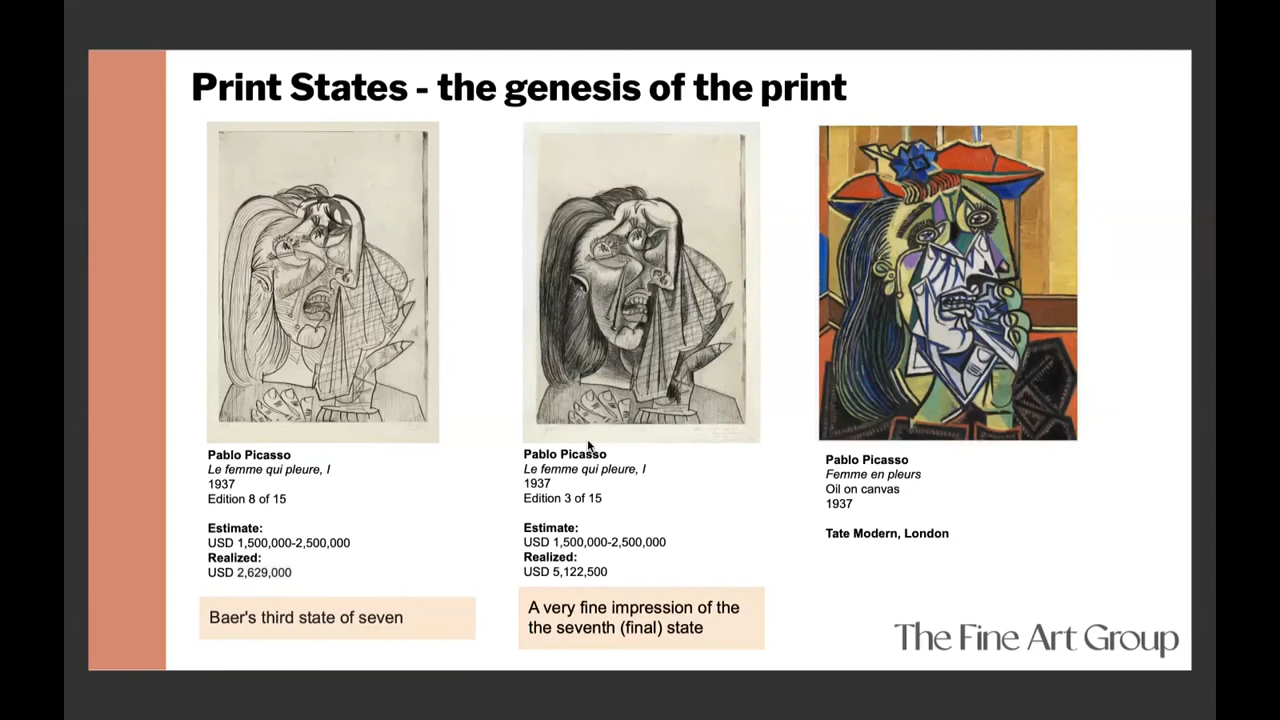 Print States - the genesis of the print
Pablo Picasso
Le femme qui pleure, I
1937
Edition 8 of 15
Estimate:
USD 1,500,000-2,500,000
Realized:
USD 2,629,000
Baer's third state of seven
Pablo Picasso
Le femme qui pleure, I
1937
Edition 3 of 15
Estimate:
USD 1,500,000-2,500,000
Realized:
USD 5,122,500
A very fine impression of the
the seventh (final) state
Pablo Picasso
Femme en pleurs
Oil on canvas
1937
Tate Modern, London
The Fine Art Group